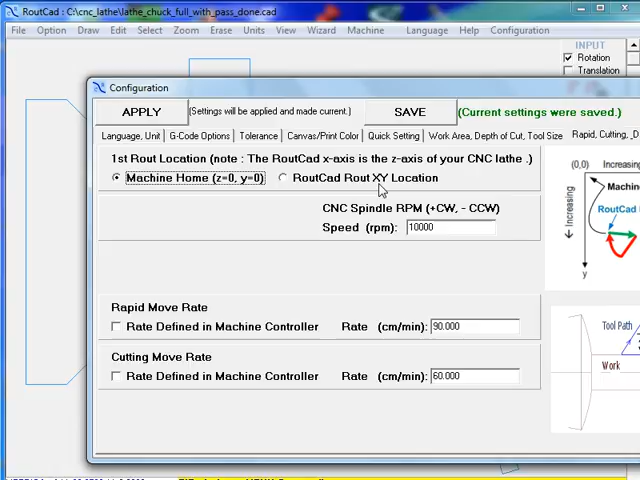 RoutCad : C:\cnc_lathe\lathe_chuck_full_with_pass_done.cad
File Option Draw Edit Select View Zoom Erase Units Wizard Machine Language Help Configuration
INPUT
Rotation
Translation
Configuration
APPLY (Settings will be applied and made current.) SAVE (Current settings were saved.)
Language, Unit G-Code Options Tolerance Canvas/Print Color Quick Setting Work Area, Depth of Cut, Tool Size Rapid, Cutting,
1st Rout Location (note : The RoutCad x-axis is the z-axis of your CNC lathe .)
Machine Home (z=0, y=0) RoutCad Rout XY Location
CNC Spindle RPM (+CW, - CCW)
Speed (rpm): 10000
Rapid Move Rate
Rate Defined in Machine Controller Rate (cm/min): 90.000
Cutting Move Rate
Rate Defined in Machine Controller Rate (cm/min): 60.000
(0,0) Increasing
Machin
Increasing
RoutCad
y
Tool Path
Work